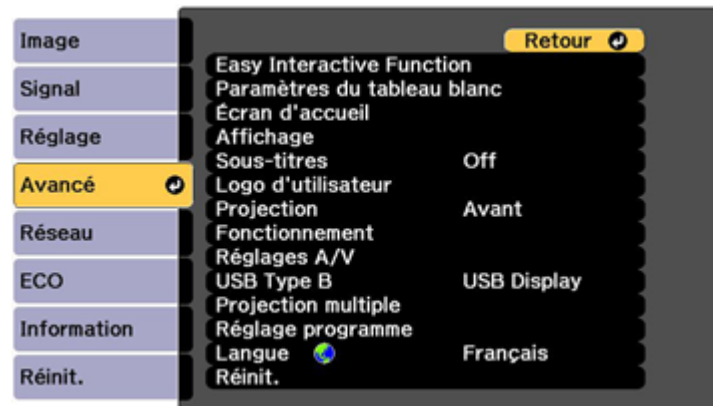 Image
Signal
Réglage
Avancé
Réseau
ECO
Information
Réinit.
Retour
Easy Interactive Function
Paramètres du tableau blanc
Écran d'accueil
Affichage
Sous-titres Off
Logo d'utilisateur
Projection Avant
Fonctionnement
Réglages A/V
USB Type B USB Display
Projection multiple
Réglage programme
Langue Français
Réinit.